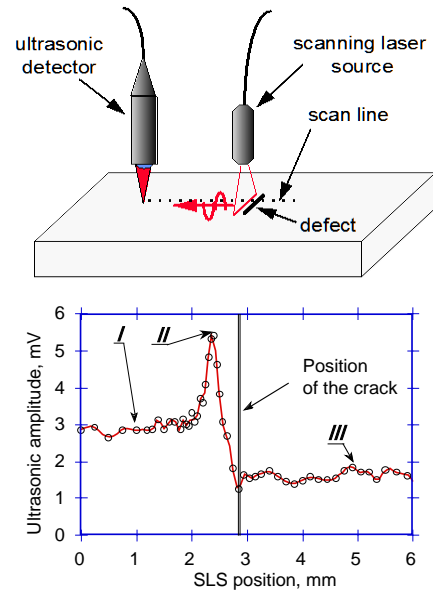 ultrasonic
detector
scanning laser
source
scan line
defect
Ultrasonic amplitude, mV
6
5
4
3
2
1
0
I
II
III
Position
of the crack
0 1 2 3 4 5 6
SLS position, mm